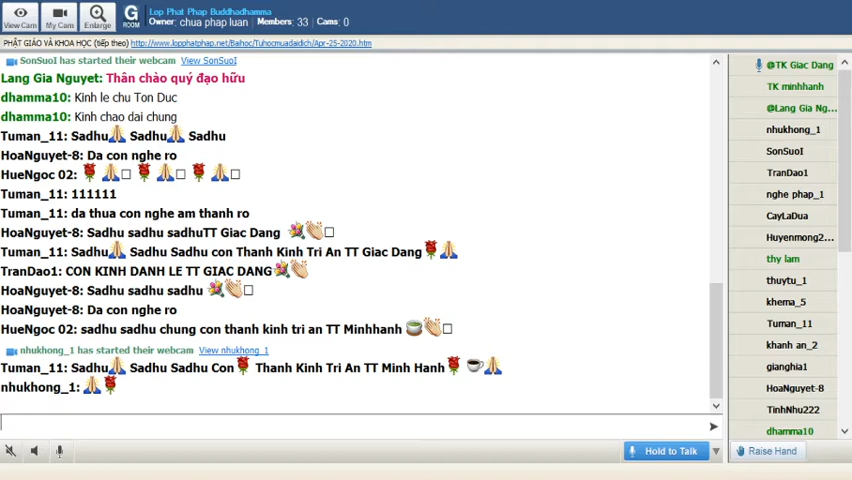 View Cam
My Cam
Enlarge
G
ROOM
Lop Phat Phap Buddhadhamma
Owner: chua phap luan
Members: 33
Cams: 0
PHẬT GIÁO VÀ KHOA HỌC (tiếp theo) http://www.lopphatphap.net/Baihoc/Tuhocmuadaidich/Apr-25-2020.htm
SonSuoI has started their webcam View SonSuoI
Lang Gia Nguyet: Thân chào quý đạo hữu
dhamma10: Kinh le chu Ton Duc
dhamma10: Kinh chao dai chung
Tuman_11: Sadhu🙏 Sadhu🙏 Sadhu
HoaNguyet-8: Da con nghe ro
HueNgoc 02: 🌹🙏□ 🌹🙏□ 🌹🙏□
Tuman_11: 111111
Tuman_11: da thua con nghe am thanh ro
HoaNguyet-8: Sadhu sadhu sadhuTT Giac Dang 💐👏□
Tuman_11: Sadhu🙏 Sadhu Sadhu con Thanh Kinh Tri An TT Giac Dang🌹🙏
TranDao1: CON KINH DANH LE TT GIAC DANG💐👏
HoaNguyet-8: Sadhu sadhu sadhu 💐👏□
HoaNguyet-8: Da con nghe ro
HueNgoc 02: sadhu sadhu chung con thanh kinh tri an TT Minhhanh 🍵👏□
nhukhong_1 has started their webcam View nhukhong_1
Tuman_11: Sadhu🙏 Sadhu Sadhu Con🌹 Thanh Kinh Tri An TT Minh Hanh🌹 ☕🙏
nhukhong_1: 🙏🌹
Hold to Talk
@TK Giac Dang
TK minhhanh
@Lang Gia Ng...
nhukhong_1
SonSuoI
TranDao1
nghe phap_1
CayLaDua
Huyenmong2...
thy lam
thuytu_1
khema_5
Tuman_11
khanh an_2
gianghia1
HoaNguyet-8
TinhNhu222
dhamma10
Raise Hand